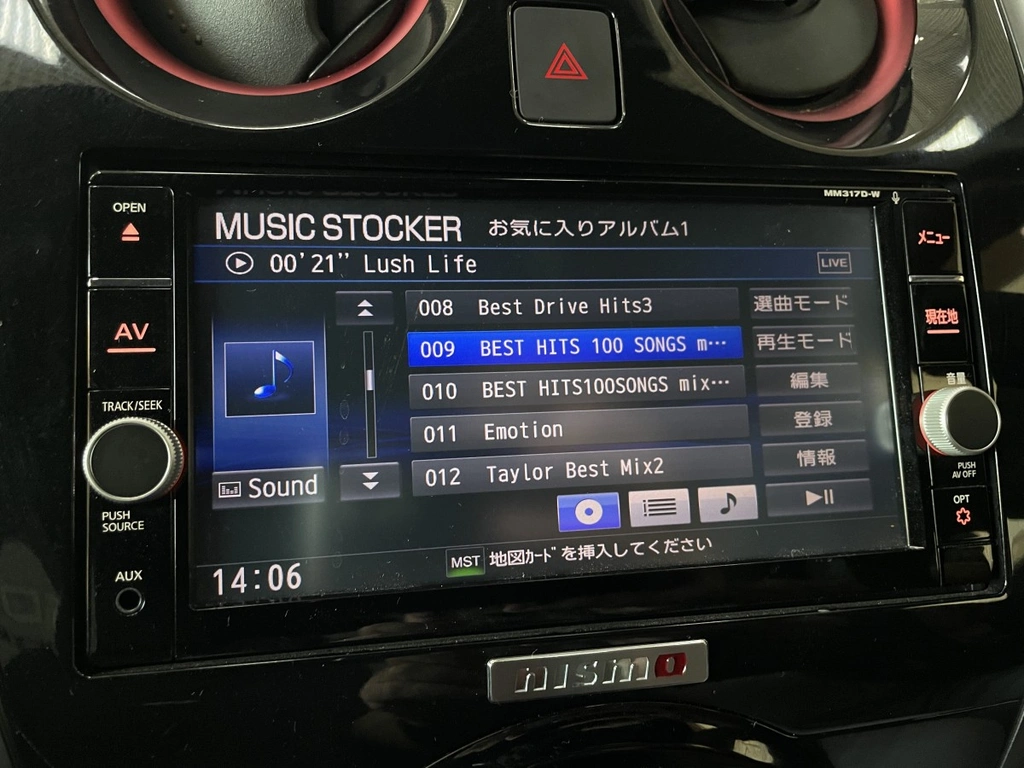 MM317D-W
OPEN
AV
TRACK/SEEK
PUSH
SOURCE
AUX
MUSIC STOCKER お気に入りアルバム1
00'21" Lush Life LIVE
008 Best Drive Hits3
009 BEST HITS 100 SONGS m…
010 BEST HITS100SONGS mix…
011 Emotion
012 Taylor Best Mix2
選曲モード
再生モード
編集
登録
情報
Sound
14:06
MST 地図ｶｰﾄﾞを挿入してください
メニュー
現在地
音量
PUSH
AV OFF
OPT
nismo